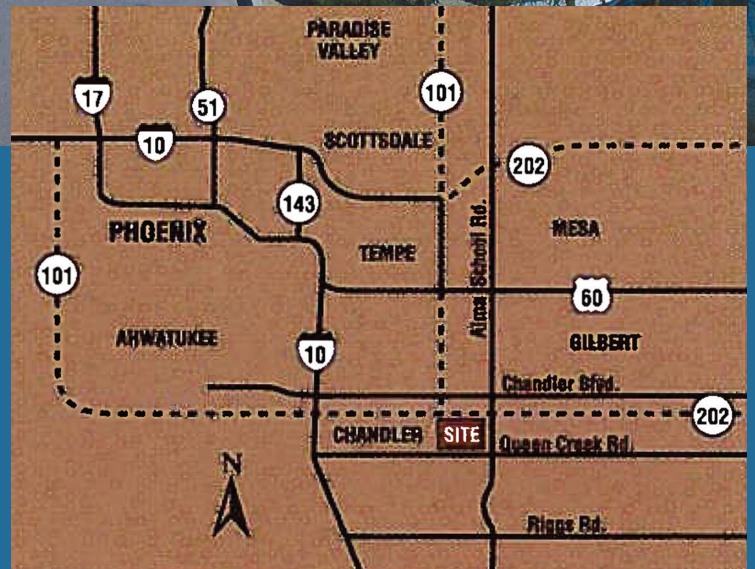 PARADISE
VALLEY
17
51
101
10
SCOTTSDALE
202
143
PHOENIX
TEMPE
Alma School Rd.
MESA
101
60
AHWATUKEE
10
GILBERT
Chandler Blvd.
202
CHANDLER
SITE
Queen Creek Rd.
N
Riggs Rd.